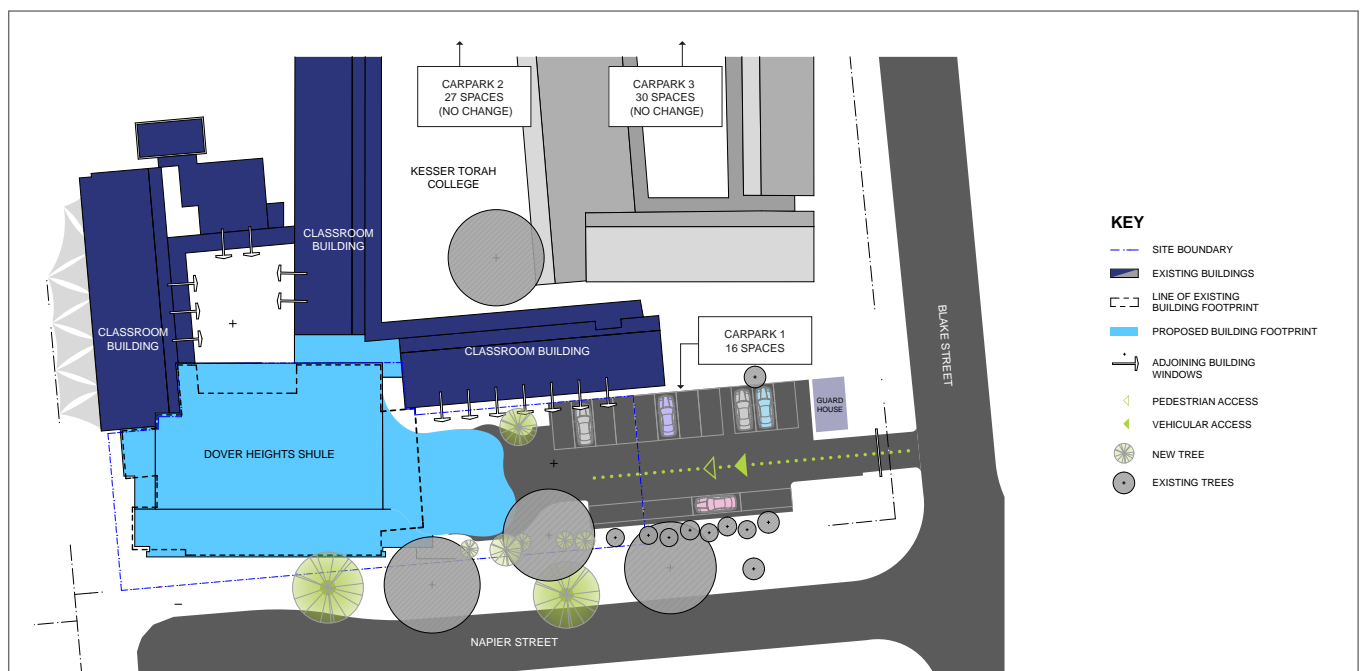 CARPARK 2
27 SPACES
(NO CHANGE)
CARPARK 3
30 SPACES
(NO CHANGE)
KESSER TORAH
COLLEGE
CLASSROOM
BUILDING
CLASSROOM
BUILDING
CLASSROOM BUILDING
CARPARK 1
16 SPACES
GUARD
HOUSE
DOVER HEIGHTS SHULE
NAPIER STREET
BLAKE STREET
KEY
SITE BOUNDARY
EXISTING BUILDINGS
LINE OF EXISTING
BUILDING FOOTPRINT
PROPOSED BUILDING FOOTPRINT
ADJOINING BUILDING
WINDOWS
PEDESTRIAN ACCESS
VEHICULAR ACCESS
NEW TREE
EXISTING TREES